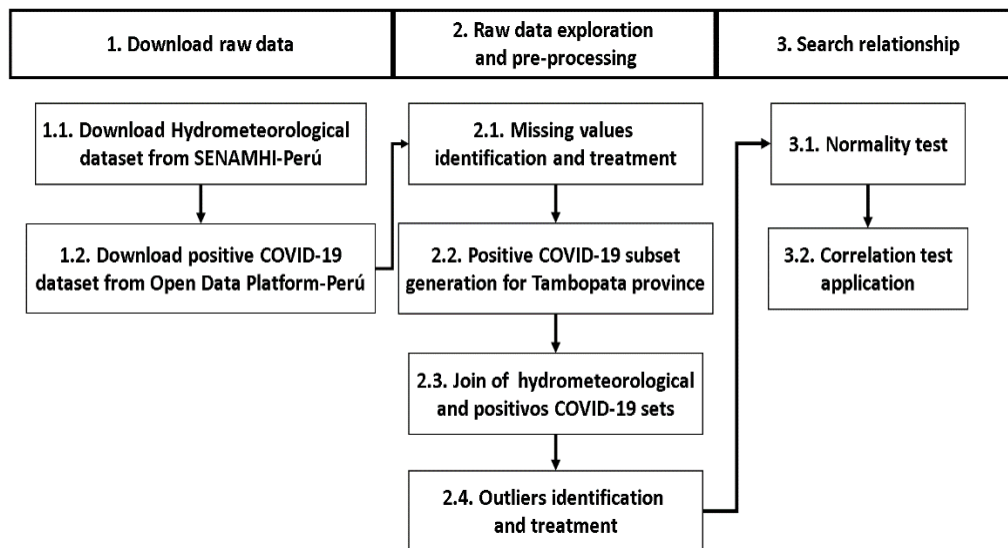 1. Download raw data
2. Raw data exploration
and pre-processing
3. Search relationship
1.1. Download Hydrometeorological
dataset from SENAMHI-Perú
1.2. Download positive COVID-19
dataset from Open Data Platform-Perú
2.1. Missing values
identification and treatment
2.2. Positive COVID-19 subset
generation for Tambopata province
2.3. Join of hydrometeorological
and positivos COVID-19 sets
2.4. Outliers identification
and treatment
3.1. Normality test
3.2. Correlation test
application